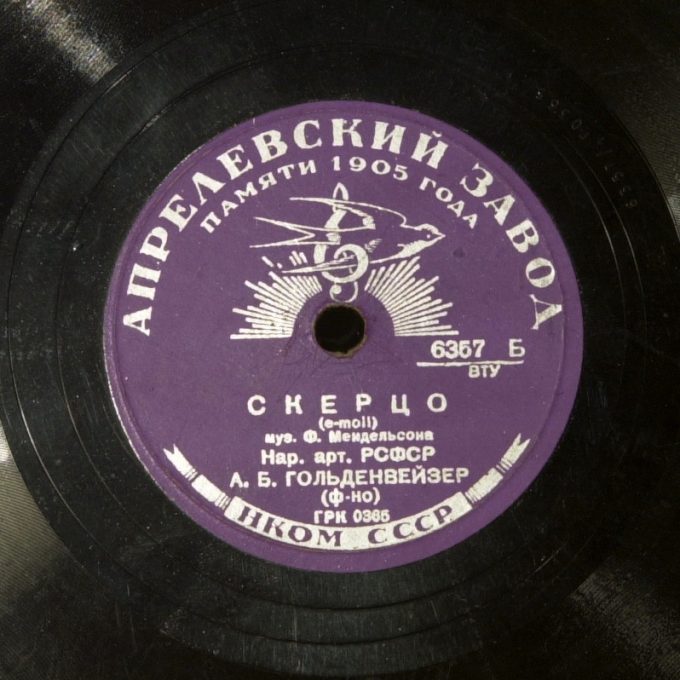 АПРЕЛЕВСКИЙ ЗАВОД
ПАМЯТИ 1905 ГОДА
6357 Б
ВТУ
СКЕРЦО
(e-moll)
муз. Ф. Мендельсона
Нар. арт. РСФСР
А. Б. ГОЛЬДЕНВЕЙЗЕР
(ф-но)
ГРК 0366
НКОМ СССР